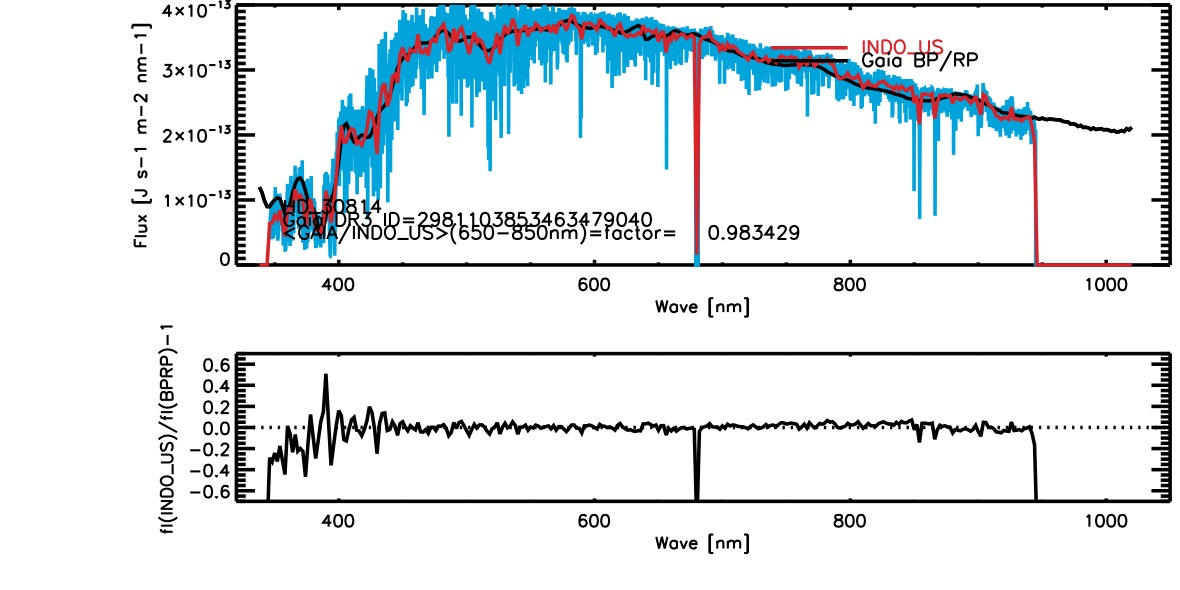 4×10−13
3×10−13
2×10−13
1×10−13
0
Flux [J s−1 m−2 nm−1]
INDO_US
Gaia BP/RP
HD_30814
Gaia DR3 ID=2981103853463479040
<GAIA/INDO_US>(650−850nm)=factor= 0.983429
400 600 800 1000
Wave [nm]
fl(INDO_US)/fl(BPRP)−1
0.6
0.4
0.2
0.0
−0.2
−0.4
−0.6
400 600 800 1000
Wave [nm]